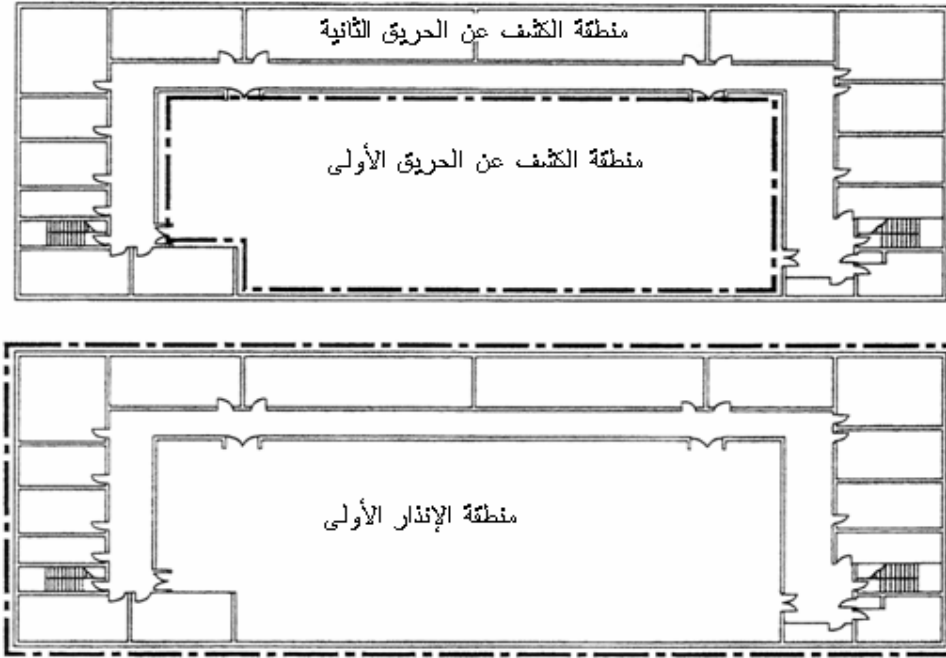 منطقة الكشف عن الحريق الثانية
منطقة الكشف عن الحريق الأولى
منطقة الإنذار الأولى